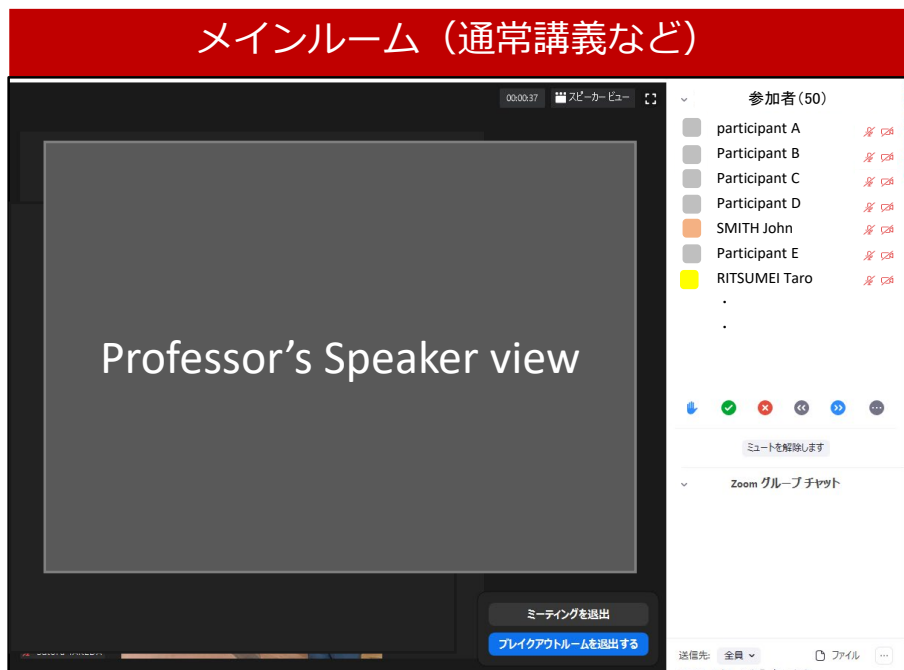 メインルーム（通常講義など）
00:00:37 スピーカー ビュー
参加者(50)
participant A
Participant B
Participant C
Participant D
SMITH John
Participant E
RITSUMEI Taro
・
・
Professor's Speaker view
ミュートを解除します
Zoom グループ チャット
ミーティングを退出
ブレイクアウトルームを退出する
送信先: 全員
ファイル